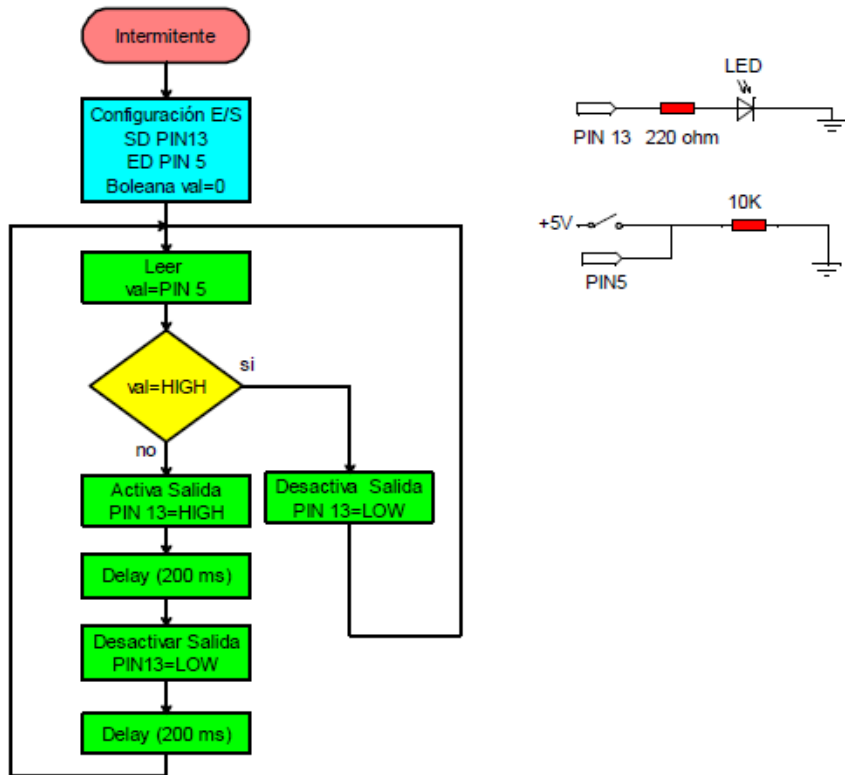 Intermitente
Configuración E/S
SD PIN13
ED PIN 5
Boleana val=0
Leer
val=PIN 5
val=HIGH
si
no
Activa Salida
PIN 13=HIGH
Desactiva Salida
PIN 13=LOW
Delay (200 ms)
Desactivar Salida
PIN13=LOW
Delay (200 ms)
LED
PIN 13
220 ohm
10K
+5V
PIN5